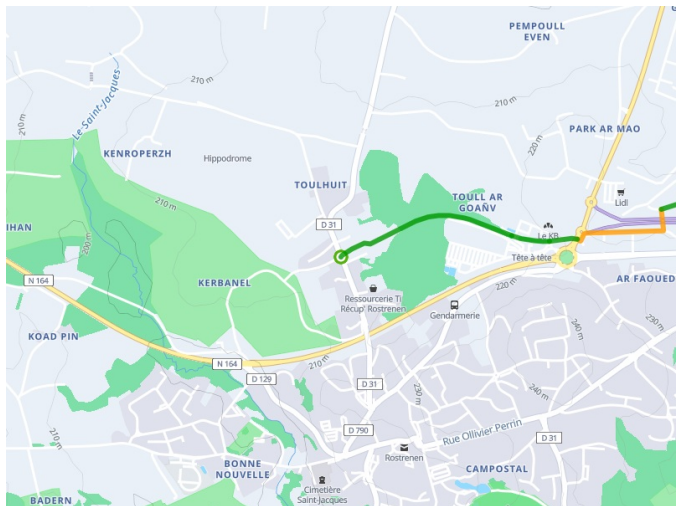 PEMPOULL
EVEN
210 m
210 m
210 m
Le Saint-Jacques
KENROPERZH
Hippodrome
PARK AR MAO
220 m
TOULHUIT
TOULL AR
GOAÑV
Lidl
210 m
D 31
Le KB
IHAN
200 m
Tête à tête
N 164
KERBANEL
AR FAOUED
220 m
Ressourcerie Ti
Récup' Rostrenen
Gendarmerie
KOAD PIN
240 m
230 m
N 164
210 m
D 129
D 31
230 m
240 m
210 m
D 790
Rue Ollivier Perrin
D 31
Rostrenen
BONNE
NOUVELLE
CAMPOSTAL
Cimetière
Saint-Jacques
BADERN